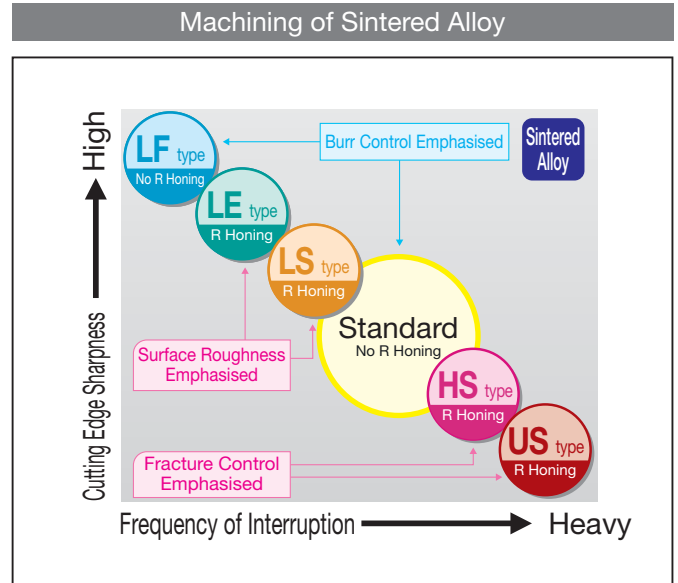 Machining of Sintered Alloy
High
Cutting Edge Sharpness
LF type
No R Honing
Burr Control Emphasised
Sintered
Alloy
LE type
R Honing
LS type
R Honing
Standard
No R Honing
Surface Roughness
Emphasised
HS type
R Honing
US type
R Honing
Fracture Control
Emphasised
Frequency of Interruption
Heavy